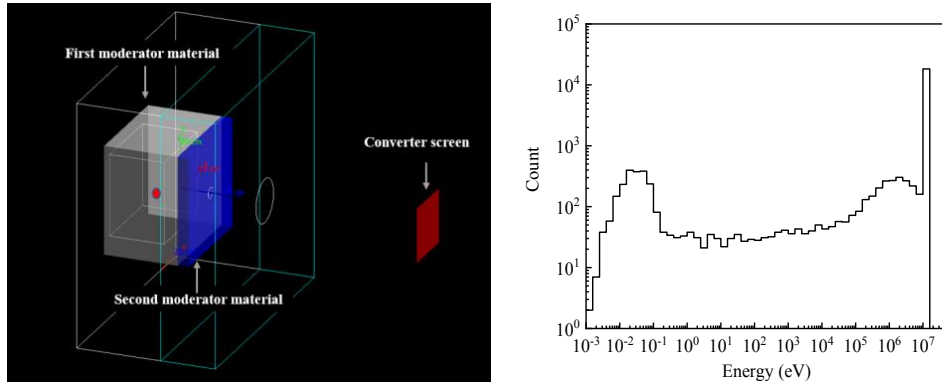 First moderator material
Converter screen
Second moderator material
10^5
10^4
10^3
10^2
10^1
10^0
Count
10^-3 10^-2 10^-1 10^0 10^1 10^2 10^3 10^4 10^5 10^6 10^7
Energy (eV)